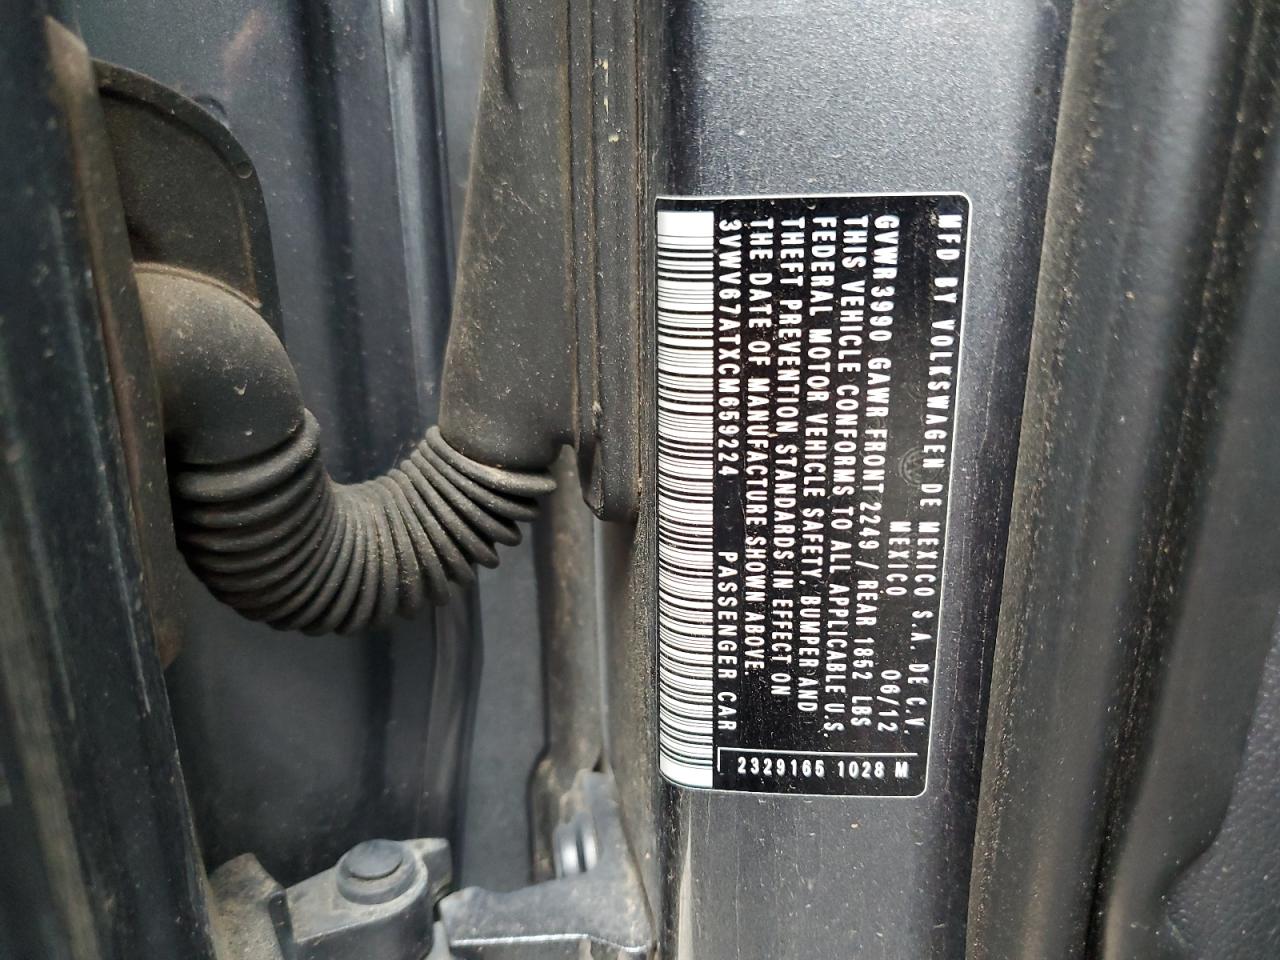 MFD BY VOLKSWAGEN DE MEXICO S.A. DE C.V.
MEXICO 06/12
GVWR 3990 GAWR FRONT 2249 / REAR 1852 LBS
THIS VEHICLE CONFORMS TO ALL APPLICABLE U.S.
FEDERAL MOTOR VEHICLE SAFETY, BUMPER AND
THEFT PREVENTION STANDARDS IN EFFECT ON
THE DATE OF MANUFACTURE SHOWN ABOVE.
3VWV67ATXCM659224 PASSENGER CAR
2329165 1028 M